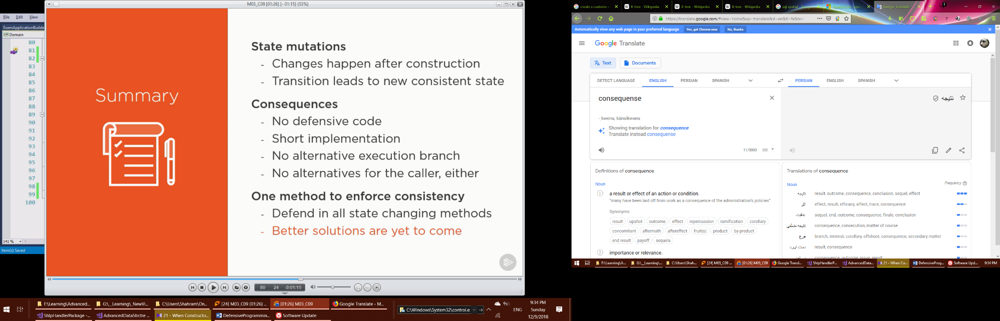 M03_C09 [01:26] [- 01:15] (53%)
File Edit View
ExamApplicationBuilde
Domain
80
81
82
83
84
85
86
87
88
89
90
91
92
93
94
95
96
97
98
99
100
141 %
Item(s) Saved
Summary
State mutations
- Changes happen after construction
- Transition leads to new consistent state
Consequences
- No defensive code
- Short implementation
- No alternative execution branch
- No alternatives for the caller, either
One method to enforce consistency
- Defend in all state changing methods
- Better solutions are yet to come
80 24 -0:01:15
F:\Learning\Advanced...
G:\_Learning\_NewVi...
C:\Users\Shahram\On...
[24] M03_C09 [01:26] ...
[01:26] M03_C09
Google Translate - M...
ShlpHandlerPackage -...
AdvancedDataStrctre ...
21 - When Constructo...
DefensiveProgrammin...
Software Update
C:\Windows\System32\control.e
ENG
9:34 PM
Sunday
12/9/2018
create a custome
R-tree - Wikipedia
X-tree - Wikipedia
B-tree - Wikipedia
sql spatial - Goog
Spatial Data Types
Google Translate
7
https://translate.google.com/#view=home&op=translate&sl=en&tl=fa&text
7
Automatically view any web page in your preferred language
Yes, get Chrome now
No, thanks
Google Translate
Text
Documents
DETECT LANGUAGE ENGLISH PERSIAN SPANISH
PERSIAN ENGLISH SPANISH
consequense
نتیجه
-ˌkwens, känsikwəns
Showing translation for consequence
Translate instead consequense
11/5000
Definitions of consequence
Noun
1 a result or effect of an action or condition.
"many have been laid off from work as a consequence of the administration's policies"
Synonyms:
result upshot outcome effect repercussion ramification corollary
concomitant aftermath aftereffect fruit(s) product by-product
end result payoff sequela
2 importance or relevance.
Translations of consequence
Noun
Frequency
نتیجه result, outcome, consequence, conclusion, sequel, effect
اثر effect, result, efficacy, affect, trace, consequence
عاقبت sequel, end, outcome, consequence, finale, conclusion
نتیجه منطقی consequence, consecution, matter of course
فرع branch, interest, corollary, offshoot, consequence, secondary matter
دست آورد result, consequence
consequence, outcome, issue, result
F:\Learning\A...
G:\_Learning\...
C:\Users\Shah...
[24] M03_C09 ...
[01:26] M03_C09
Google Transl...
ShlpHandlerP...
AdvancedData...
21 - When Co...
DefensiveProg...
Software Upd...
9:34 PM